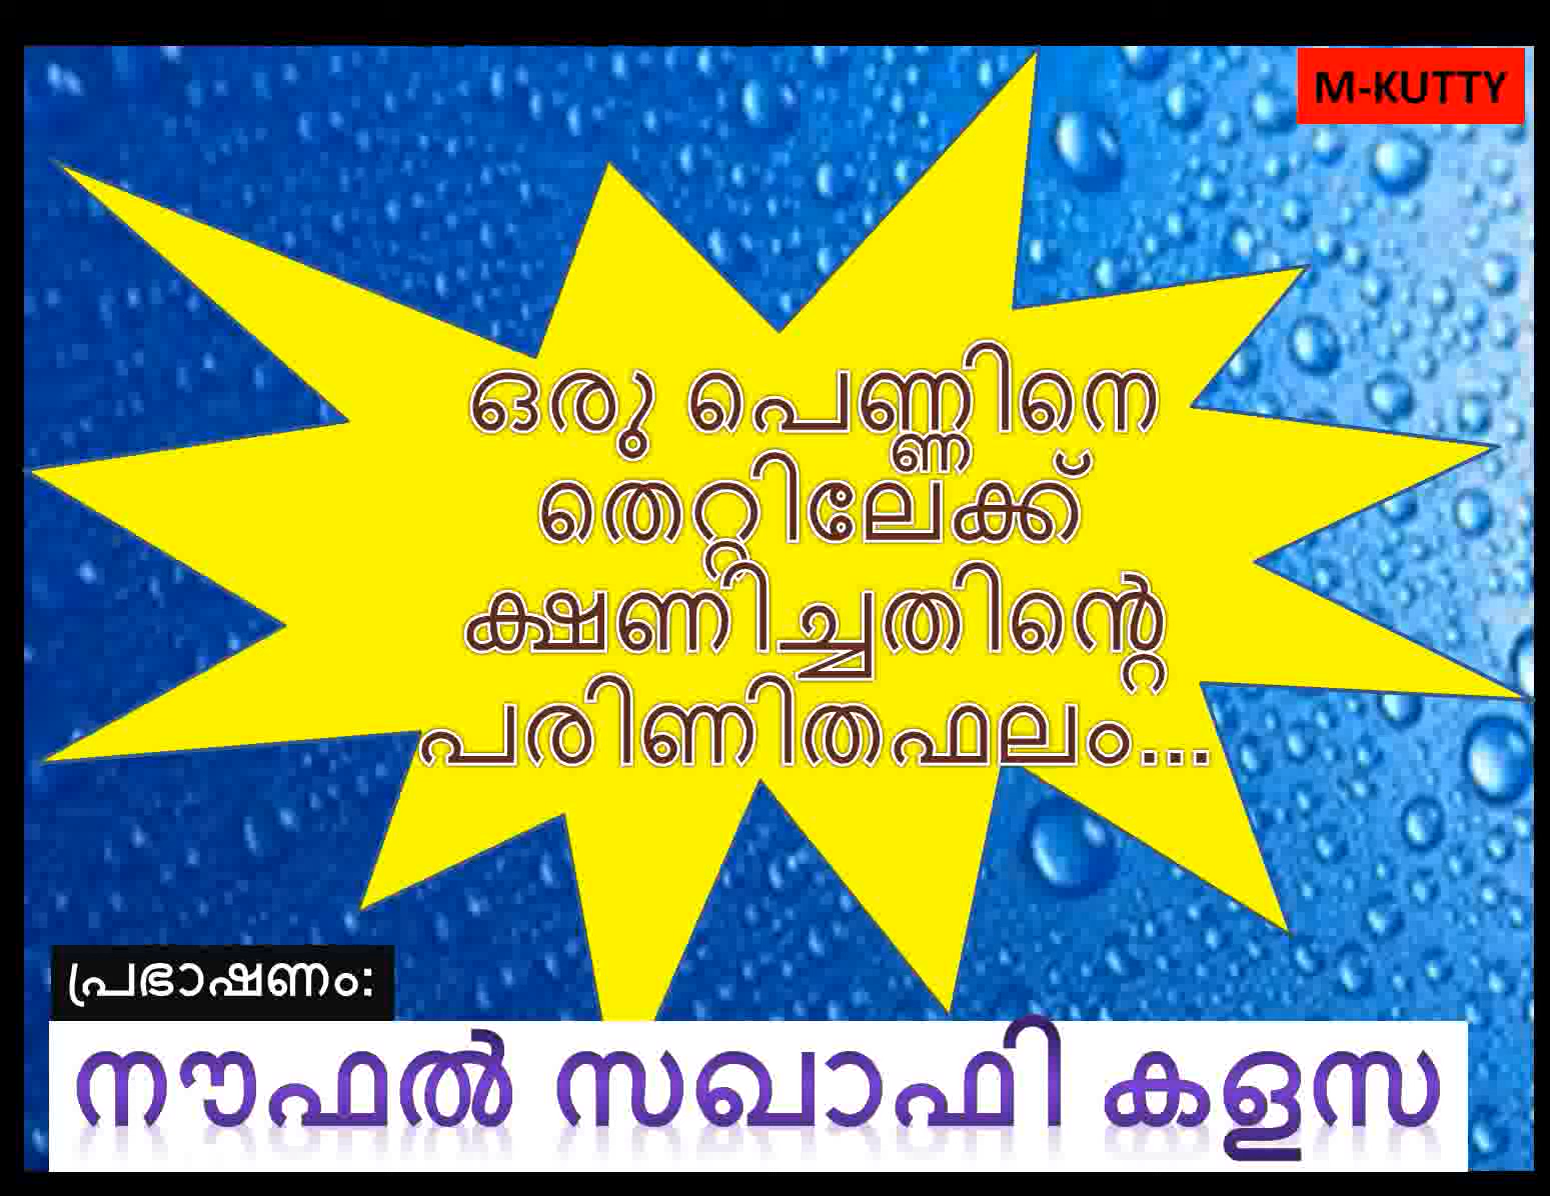 M-KUTTY
ഒരു പെണ്ണിനെ
തെറ്റിലേക്ക്
ക്ഷണിച്ചതിന്റെ
പരിണിതഫലം...
പ്രഭാഷണം:
നൗഫൽ സഖാഫി കളസ